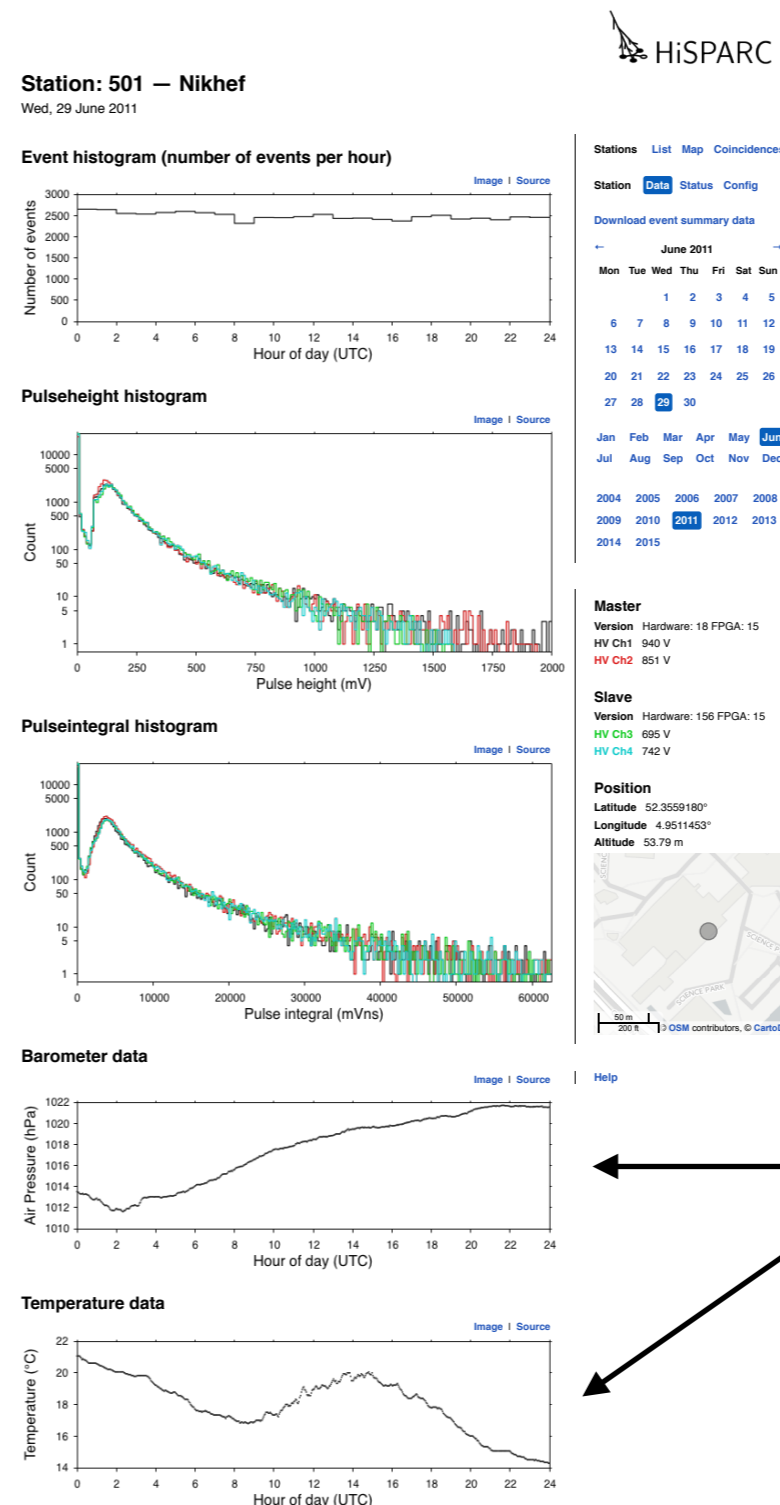 HiSPARC
Station: 501 — Nikhef
Wed, 29 June 2011
Event histogram (number of events per hour)
Image | Source
3000
2500
2000
1500
1000
500
0
Number of events
0 2 4 6 8 10 12 14 16 18 20 22 24
Hour of day (UTC)
Pulseheight histogram
Image | Source
10000
5000
1000
500
100
50
10
5
1
Count
0 250 500 750 1000 1250 1500 1750 2000
Pulse height (mV)
Pulseintegral histogram
Image | Source
10000
5000
1000
500
100
50
10
5
1
Count
0 10000 20000 30000 40000 50000 60000
Pulse integral (mVns)
Barometer data
Image | Source
1022
1020
1018
1016
1014
1012
1010
Air Pressure (hPa)
0 2 4 6 8 10 12 14 16 18 20 22 24
Hour of day (UTC)
Temperature data
Image | Source
22
20
18
16
14
Temperature (°C)
0 2 4 6 8 10 12 14 16 18 20 22 24
Hour of day (UTC)
Stations List Map Coincidences
Station Data Status Config
Download event summary data
← June 2011 →
Mon Tue Wed Thu Fri Sat Sun
1 2 3 4 5
6 7 8 9 10 11 12
13 14 15 16 17 18 19
20 21 22 23 24 25 26
27 28 29 30
Jan Feb Mar Apr May Jun
Jul Aug Sep Oct Nov Dec
2004 2005 2006 2007 2008
2009 2010 2011 2012 2013
2014 2015
Master
Version Hardware: 18 FPGA: 15
HV Ch1 940 V
HV Ch2 851 V
Slave
Version Hardware: 156 FPGA: 15
HV Ch3 695 V
HV Ch4 742 V
Position
Latitude 52.3559180°
Longitude 4.9511453°
Altitude 53.79 m
SCIENCE PARK
50 m
200 ft
OSM contributors, © CartoD
Help